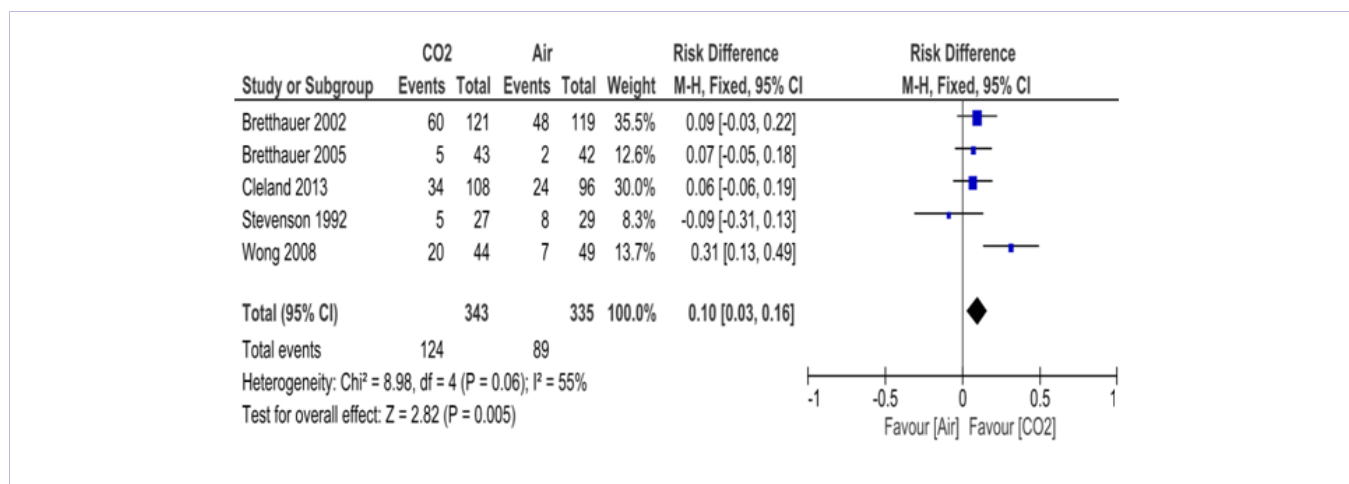 CO2 Air Risk Difference Risk Difference
Study or Subgroup Events Total Events Total Weight M-H, Fixed, 95% CI M-H, Fixed, 95% CI
Bretthauer 2002 60 121 48 119 35.5% 0.09 [-0.03, 0.22]
Bretthauer 2005 5 43 2 42 12.6% 0.07 [-0.05, 0.18]
Cleland 2013 34 108 24 96 30.0% 0.06 [-0.06, 0.19]
Stevenson 1992 5 27 8 29 8.3% -0.09 [-0.31, 0.13]
Wong 2008 20 44 7 49 13.7% 0.31 [0.13, 0.49]
Total (95% CI) 343 335 100.0% 0.10 [0.03, 0.16]
Total events 124 89
Heterogeneity: Chi² = 8.98, df = 4 (P = 0.06); I² = 55%
Test for overall effect: Z = 2.82 (P = 0.005)
-1 -0.5 0 0.5 1
Favour [Air] Favour [CO2]